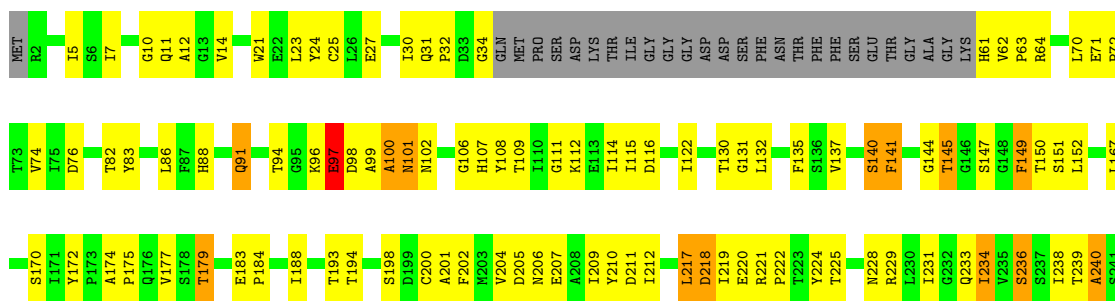 MET R2 I5 S6 I7 G10 Q11 A12 G13 V14 W21 E22 L23 Y24 C25 L26 E27 I30 Q31 P32 D33 G34 GLN MET PRO SER ASP LYS THR ILE GLY GLY GLY ASP ASP SER PHE ASN THR PHE PHE SER GLU THR GLY ALA GLY LYS H61 V62 P63 R64 L70 E71
T73 V74 I75 D76 T82 Y83 L86 F87 H88 Q91 T94 G95 K96 E97 D98 A99 A100 N101 N102 G106 H107 Y108 T109 I110 G111 K112 E113 I114 I115 D116 I122 T130 G131 L132 F135 S136 V137 S140 F141 G144 T145 G146 S147 G148 F149 T150 S151 L152
S170 I171 Y172 P173 A174 P175 Q176 V177 S178 T179 E183 P184 I188 T193 T194 S198 D199 C200 A201 F202 M203 V204 D205 N206 E207 A208 I209 Y210 D211 I212 L217 D218 I219 E220 R221 P222 T223 Y224 T225 N228 R229 L230 I231 G232 Q233 I234 V235 S236 S237 I238 T239 A240